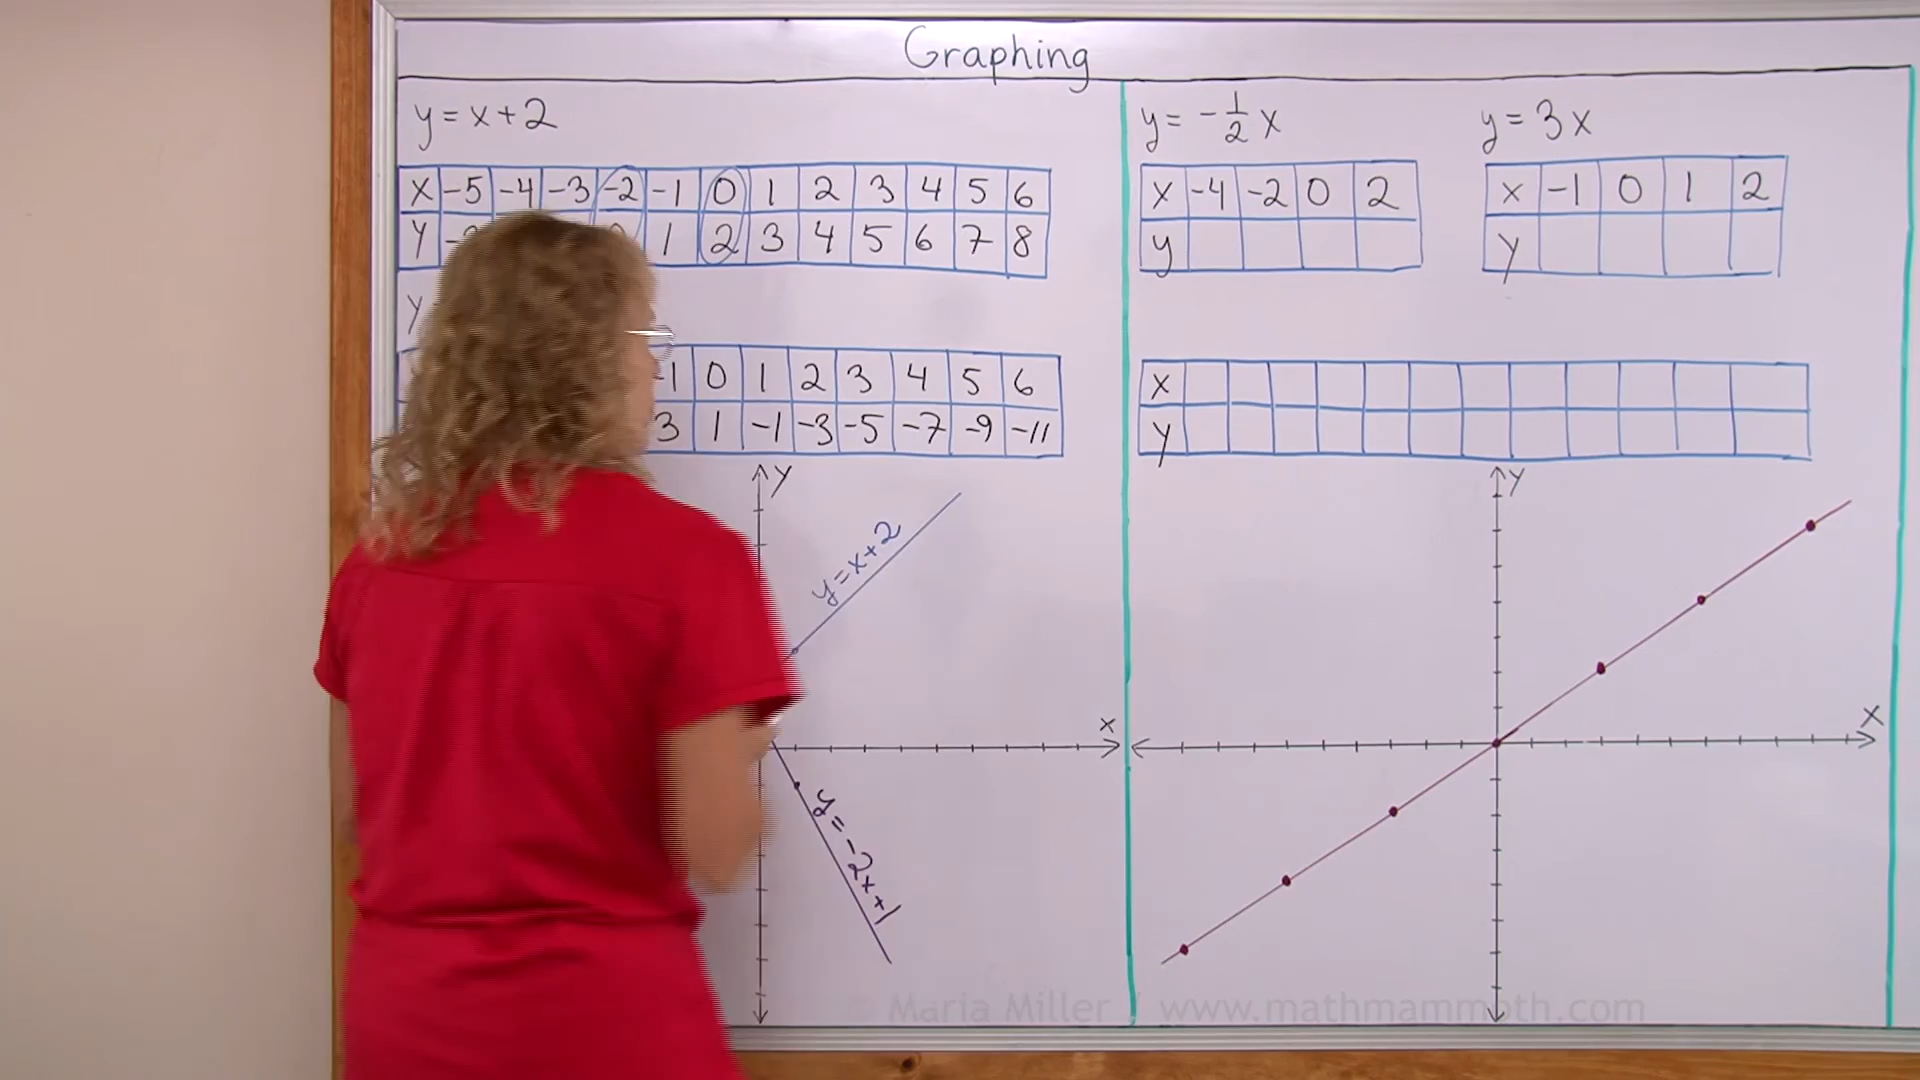 Graphing
y = x + 2
X -5 -4 -3 -2 -1 0 1 2 3 4 5 6
Y 1 2 3 4 5 6 7 8
y
-1 0 1 2 3 4 5 6
3 1 -1 -3 -5 -7 -9 -11
Y
y = x + 2
x
y = -2x + 1
y = -1/2 x
X -4 -2 0 2
y
y = 3x
x -1 0 1 2
y
X
Y
Y
X
© Maria Miller / www.mathmammoth.com